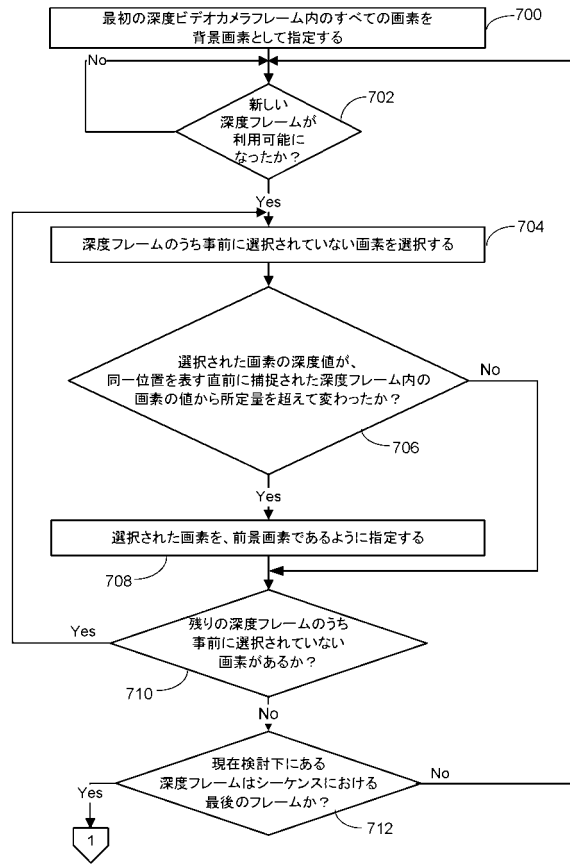 最初の深度ビデオカメラフレーム内のすべての画素を
背景画素として指定する
700
No
702
新しい
深度フレームが
利用可能に
なったか？
Yes
704
深度フレームのうち事前に選択されていない画素を選択する
選択された画素の深度値が、
同一位置を表す直前に捕捉された深度フレーム内の
画素の値から所定量を超えて変わったか？
No
706
Yes
選択された画素を、前景画素であるように指定する
708
残りの深度フレームのうち
事前に選択されていない
画素があるか？
Yes
710
No
現在検討下にある
深度フレームはシーケンスにおける
最後のフレームか？
No
Yes
712
1